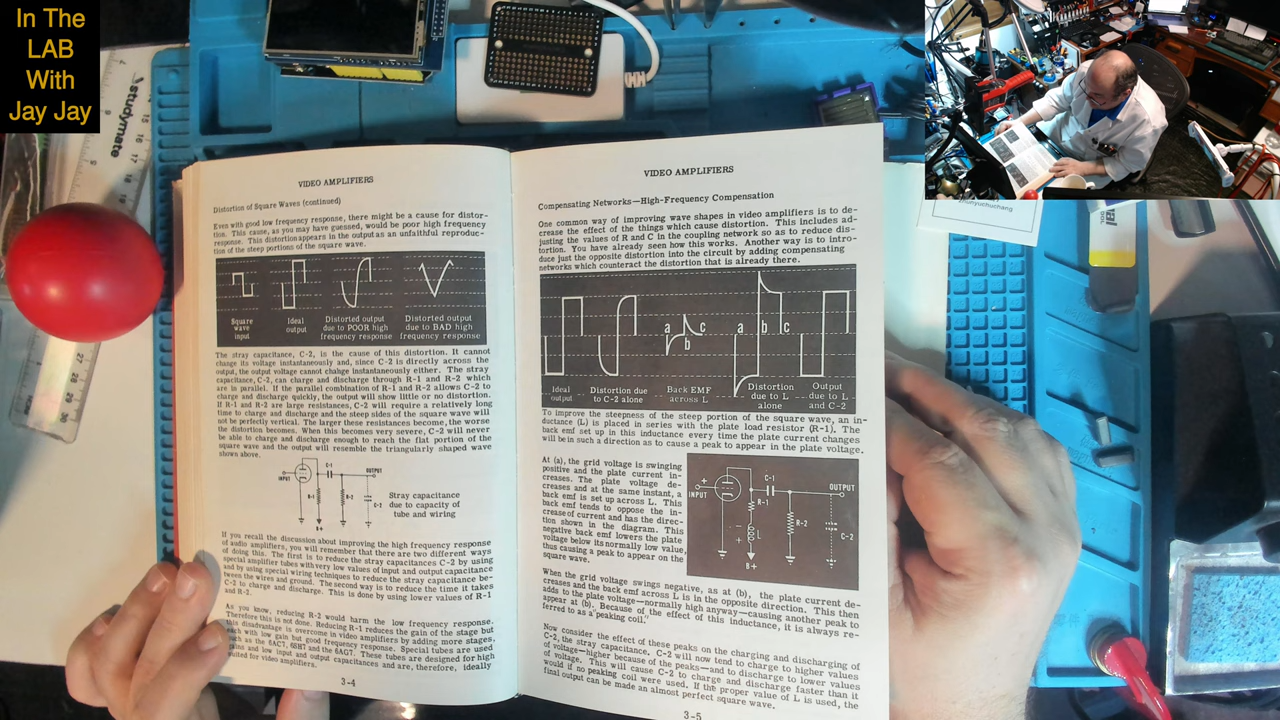 In The
LAB
With
Jay Jay
studymate
VIDEO AMPLIFIERS
Distortion of Square Waves (continued)
Even with good low frequency response, there might be a cause for distor-
tion. This cause, as you may have guessed, would be poor high frequency
response. This distortion appears in the output as an unfaithful reproduc-
tion of the steep portions of the square wave.
Square
wave
input
Ideal
output
Distorted output
due to POOR high
frequency response
Distorted output
due to BAD high
frequency response
The stray capacitance, C-2, is the cause of this distortion. It cannot
change its voltage instantaneously and, since C-2 is directly across the
output, the output voltage cannot change instantaneously either. The stray
capacitance, C-2, can charge and discharge through R-1 and R-2 which
are in parallel. If the parallel combination of R-1 and R-2 allows C-2 to
charge and discharge quickly, the output will show little or no distortion.
If R-1 and R-2 are large resistances, C-2 will require a relatively long
time to charge and discharge and the steep sides of the square wave will
not be perfectly vertical. The larger these resistances become, the worse
the distortion becomes. When this becomes very severe, C-2 will never
be able to charge and discharge enough to reach the flat portion of the
square wave and the output will resemble the triangularly shaped wave
shown above.
INPUT
C-1
OUTPUT
R-1
R-2
C-2
B+
Stray capacitance
due to capacity of
tube and wiring
If you recall the discussion about improving the high frequency response
of audio amplifiers, you will remember that there are two different ways
of doing this. The first is to reduce the stray capacitances C-2 by using
special amplifier tubes with very low values of input and output capacitance
and by using special wiring techniques to reduce the stray capacitance be-
tween the wires and ground. The second way is to reduce the time it takes
C-2 to charge and discharge. This is done by using lower values of R-1
and R-2.
As you know, reducing R-2 would harm the low frequency response.
Therefore this is not done. Reducing R-1 reduces the gain of the stage but
this disadvantage is overcome in video amplifiers by adding more stages,
each with low gain but good frequency response. Special tubes are used
such as the 6AC7, 6SH7 and the 6AG7. These tubes are designed for high
gains and low input and output capacitances and are, therefore, ideally
suited for video amplifiers.
3-4
VIDEO AMPLIFIERS
Compensating Networks—High-Frequency Compensation
One common way of improving wave shapes in video amplifiers is to de-
crease the effect of the things which cause distortion. This includes ad-
justing the values of R and C in the coupling network so as to reduce dis-
tortion. You have already seen how this works. Another way is to intro-
duce just the opposite distortion into the circuit by adding compensating
networks which counteract the distortion that is already there.
a
b
c
a
b
c
Ideal
output
Distortion due
to C-2 alone
Back EMF
across L
Distortion
due to L
alone
Output
due to L
and C-2
To improve the steepness of the steep portion of the square wave, an in-
ductance (L) is placed in series with the plate load resistor (R-1). The
back emf set up in this inductance every time the plate current changes
will be in such a direction as to cause a peak to appear in the plate voltage.
At (a), the grid voltage is swinging
positive and the plate current in-
creases. The plate voltage de-
creases and at the same instant, a
back emf is set up across L. This
back emf tends to oppose the in-
crease of current and has the direc-
tion shown in the diagram. This
negative back emf lowers the plate
voltage below its normally low value,
thus causing a peak to appear on the
square wave.
INPUT
C-1
OUTPUT
R-1
L
R-2
C-2
B+
When the grid voltage swings negative, as at (b), the plate current de-
creases and the back emf across L is in the opposite direction. This then
adds to the plate voltage—normally high anyway—causing another peak to
appear at (b). Because of the effect of this inductance, it is always re-
ferred to as a "peaking coil."
Now consider the effect of these peaks on the charging and discharging of
C-2, the stray capacitance. C-2 will now tend to charge to higher values
of voltage—higher because of the peaks—and to discharge to lower values
of voltage. This will cause C-2 to charge and discharge faster than it
would if no peaking coil were used. If the proper value of L is used, the
final output can be made an almost perfect square wave.
3-5